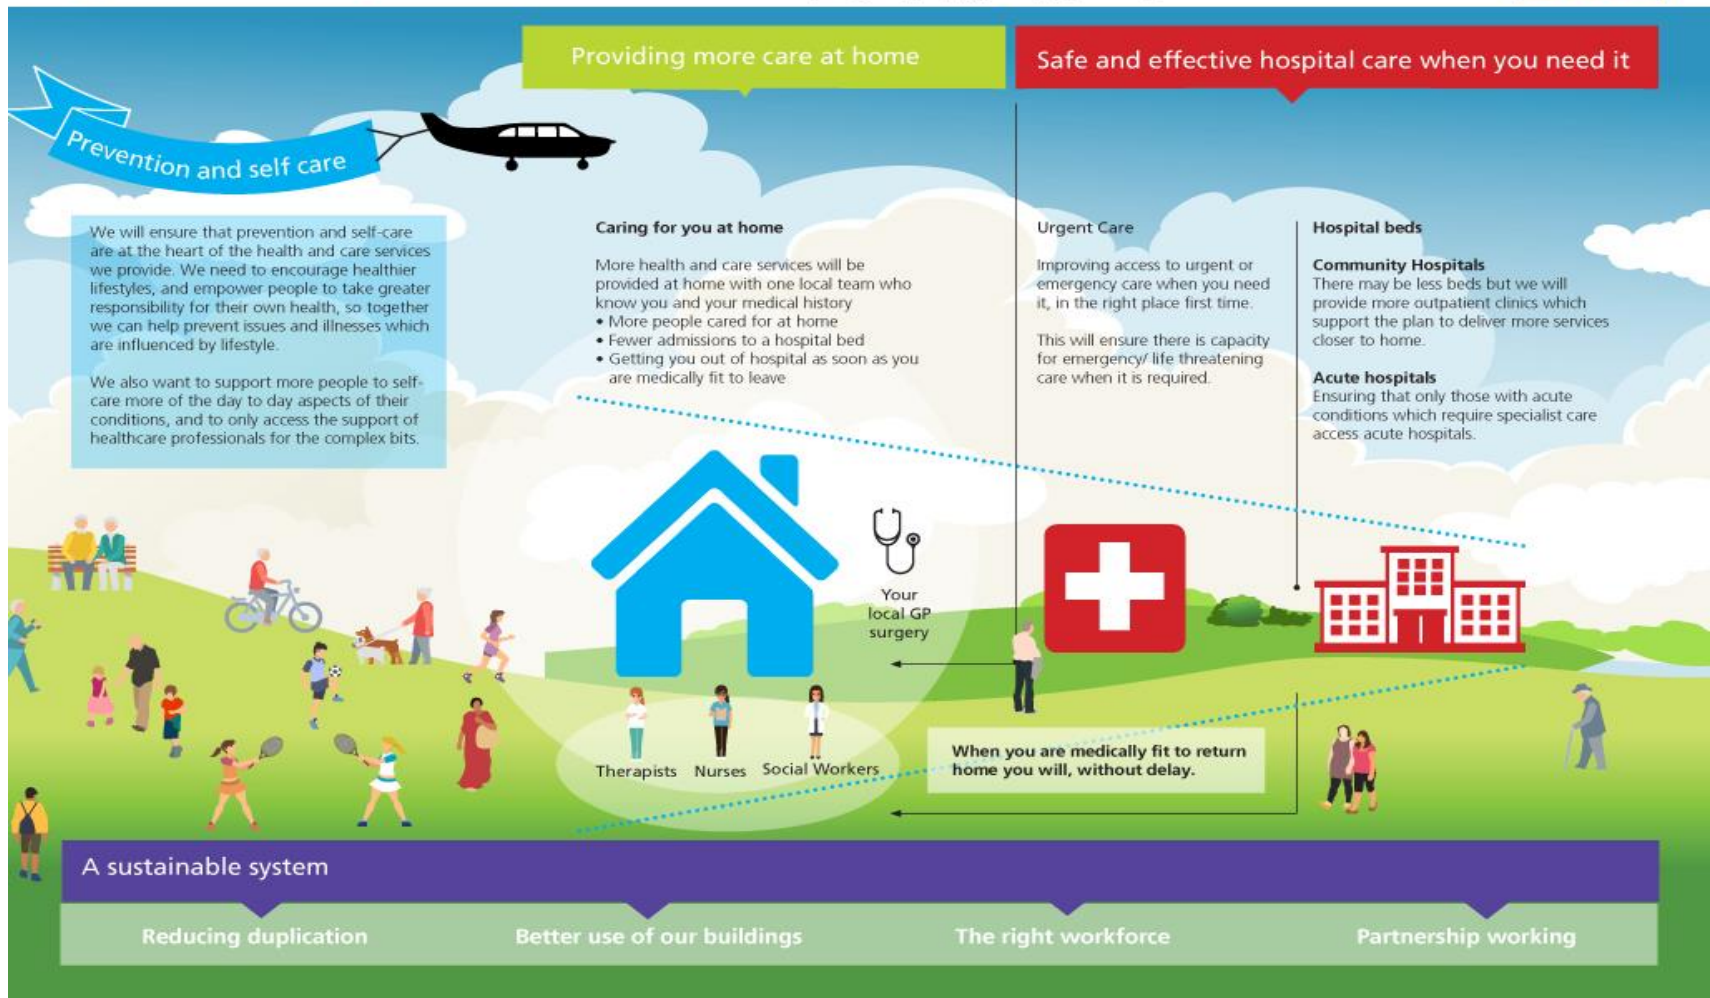 Providing more care at home
Safe and effective hospital care when you need it
Prevention and self care
We will ensure that prevention and self-care
are at the heart of the health and care services
we provide. We need to encourage healthier
lifestyles, and empower people to take greater
responsibility for their own health, so together
we can help prevent issues and illnesses which
are influenced by lifestyle.
We also want to support more people to self-
care more of the day to day aspects of their
conditions, and to only access the support of
healthcare professionals for the complex bits.
Caring for you at home
More health and care services will be
provided at home with one local team who
know you and your medical history
• More people cared for at home
• Fewer admissions to a hospital bed
• Getting you out of hospital as soon as you
are medically fit to leave
Urgent Care
Improving access to urgent or
emergency care when you need
it, in the right place first time.
This will ensure there is capacity
for emergency/ life threatening
care when it is required.
Hospital beds
Community Hospitals
There may be less beds but we will
provide more outpatient clinics which
support the plan to deliver more services
closer to home.
Acute hospitals
Ensuring that only those with acute
conditions which require specialist care
access acute hospitals.
Your
local GP
surgery
Therapists
Nurses
Social Workers
When you are medically fit to return
home you will, without delay.
A sustainable system
Reducing duplication
Better use of our buildings
The right workforce
Partnership working